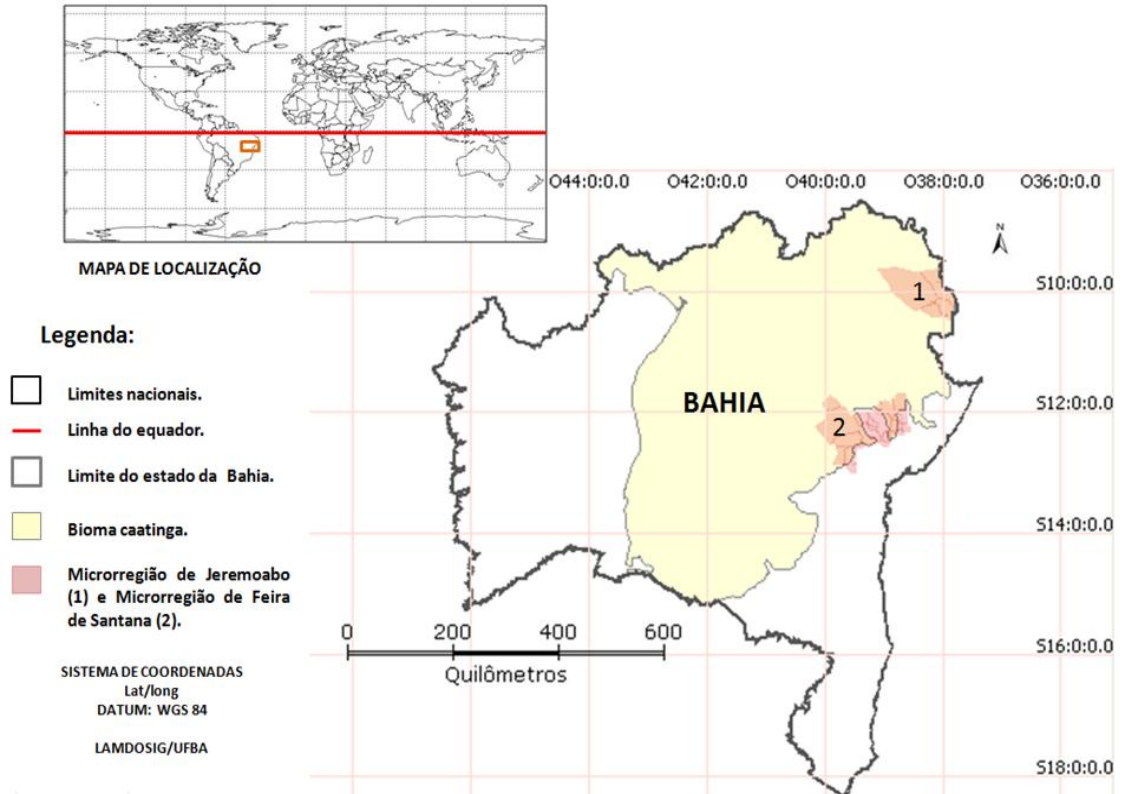 MAPA DE LOCALIZAÇÃO
Legenda:
Limites nacionais.
Linha do equador.
Limite do estado da Bahia.
Bioma caatinga.
Microrregião de Jeremoabo
(1) e Microrregião de Feira
de Santana (2).
SISTEMA DE COORDENADAS
Lat/long
DATUM: WGS 84
LAMDOSIG/UFBA
O44:0:0.0 O42:0:0.0 O40:0:0.0 O38:0:0.0 O36:0:0.0
N
1
S10:0:0.0
BAHIA
S12:0:0.0
2
S14:0:0.0
0 200 400 600
Quilômetros
S16:0:0.0
S18:0:0.0